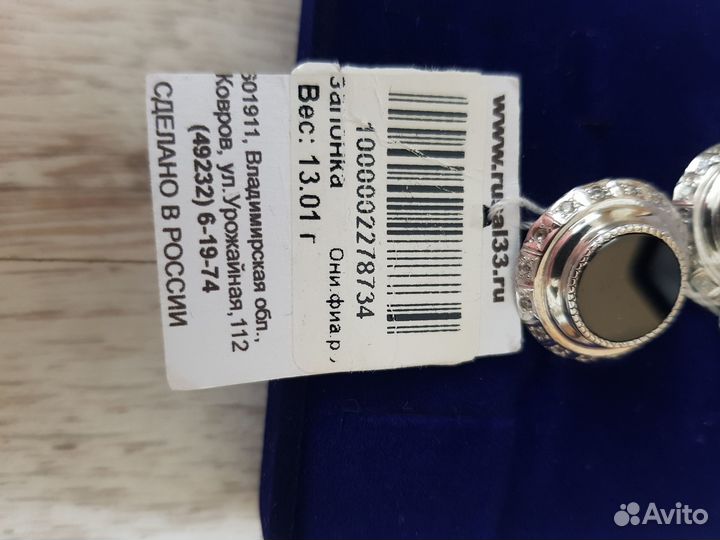 601911, Владимирская обл.,
Ковров, ул.Урожайная,112
(49232) 6-19-74
СДЕЛАНО В РОССИИ
www.
al33.ru
1000002278734
запонка
Они.фиа.р,
Вес: 13.01 г
Avito